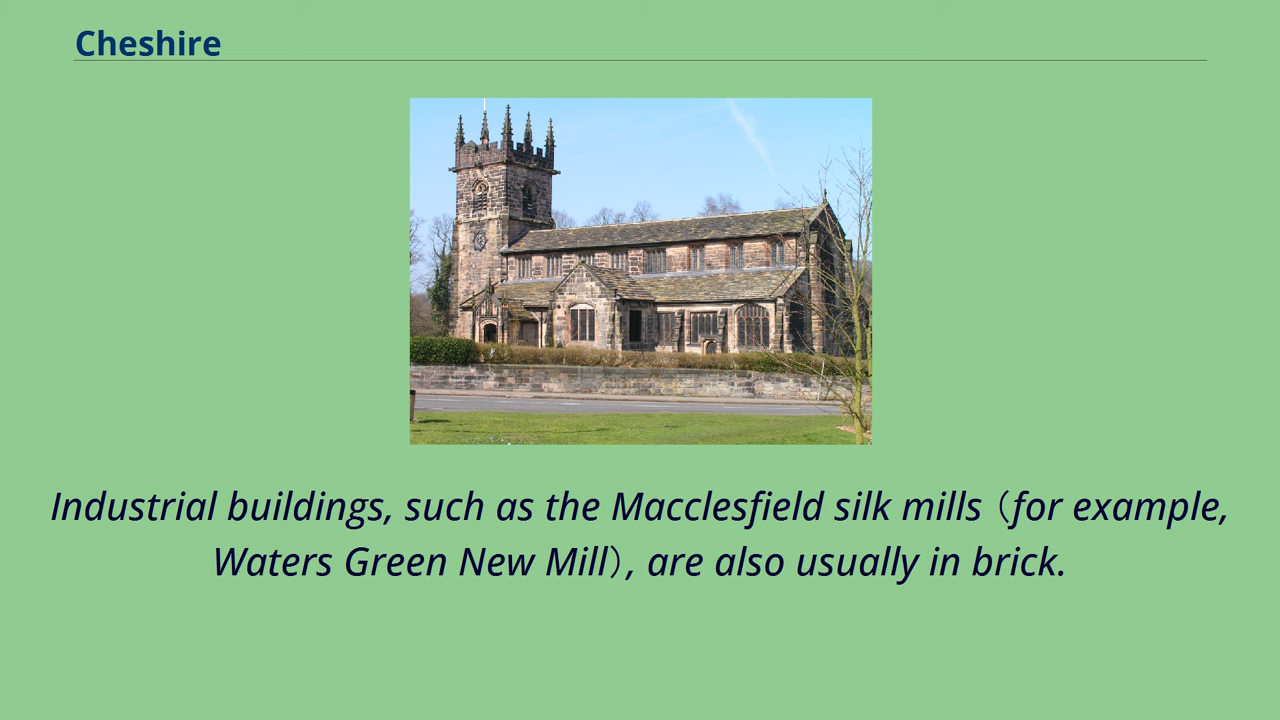 Cheshire
Industrial buildings, such as the Macclesfield silk mills（for example,
Waters Green New Mill）, are also usually in brick.